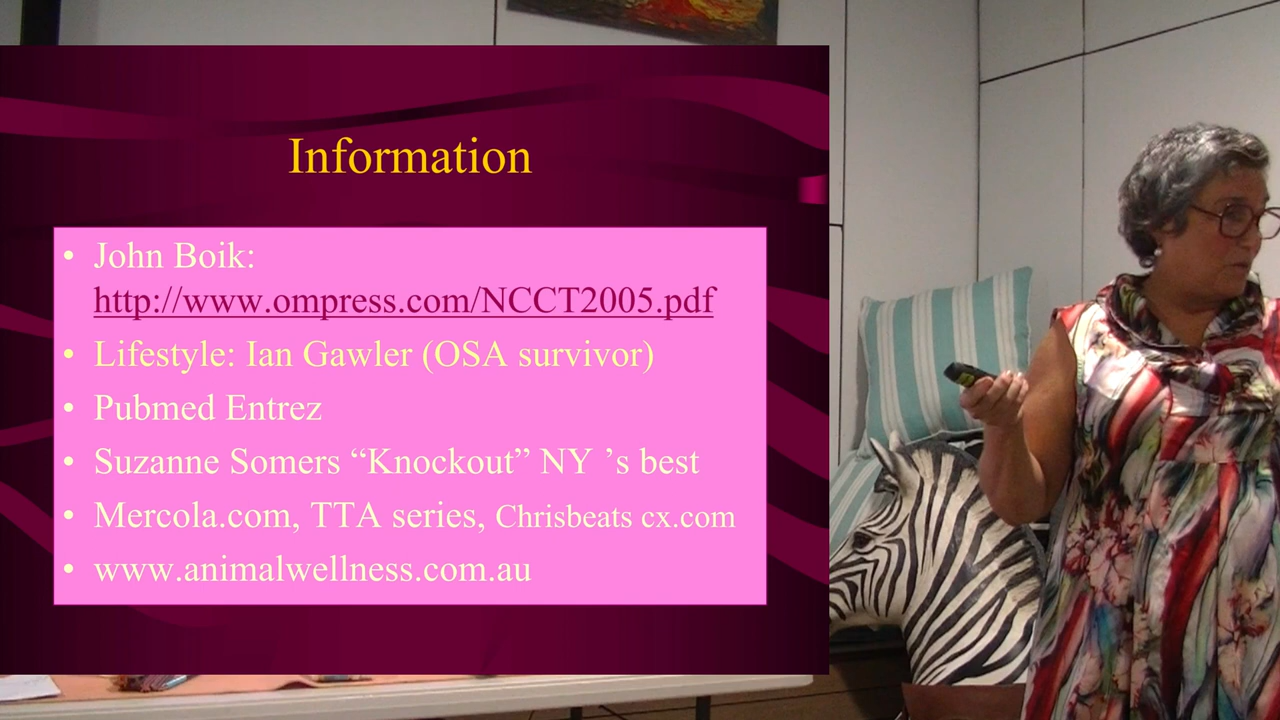 Information
• John Boik:
http://www.ompress.com/NCCT2005.pdf
• Lifestyle: Ian Gawler (OSA survivor)
• Pubmed Entrez
• Suzanne Somers “Knockout” NY ’s best
• Mercola.com, TTA series, Chrisbeats cx.com
• www.animalwellness.com.au